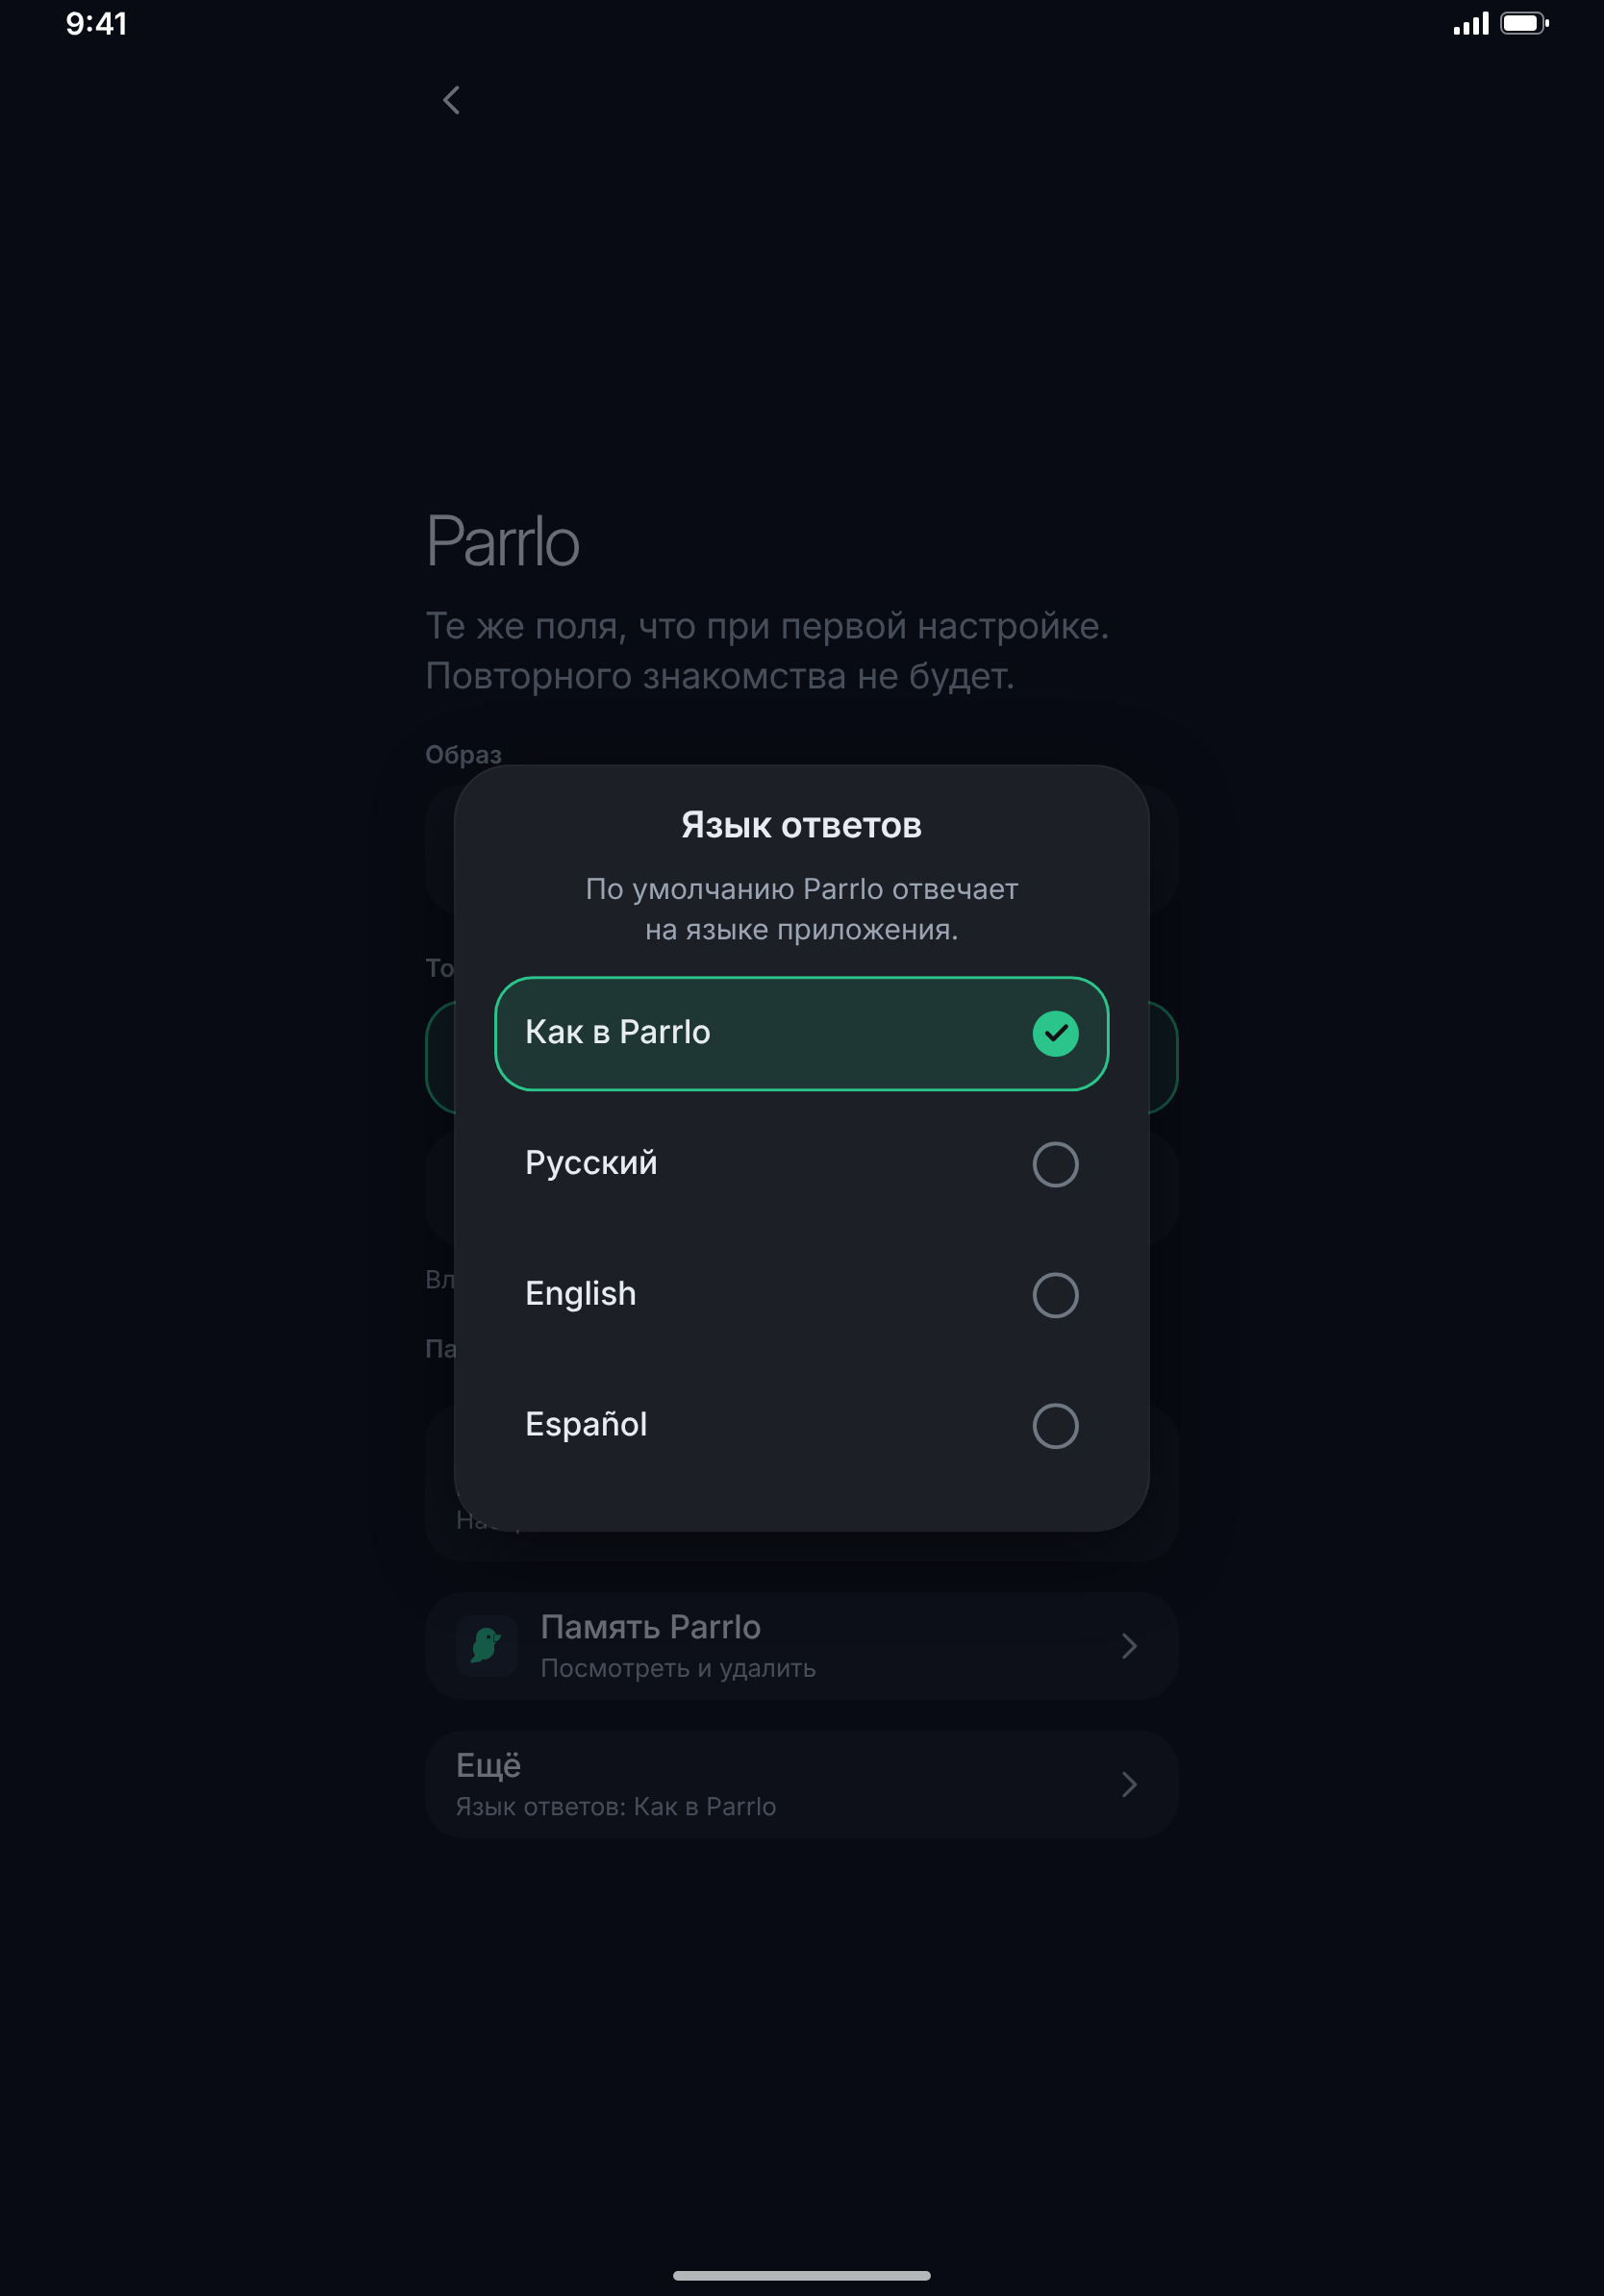 9:41
Parrlo
Те же поля, что при первой настройке.
Повторного знакомства не будет.
Образ
Язык ответов
По умолчанию Parrlo отвечает
на языке приложения.
Как в Parrlo
Русский
English
Español
Память Parrlo
Посмотреть и удалить
Ещё
Язык ответов: Как в Parrlo